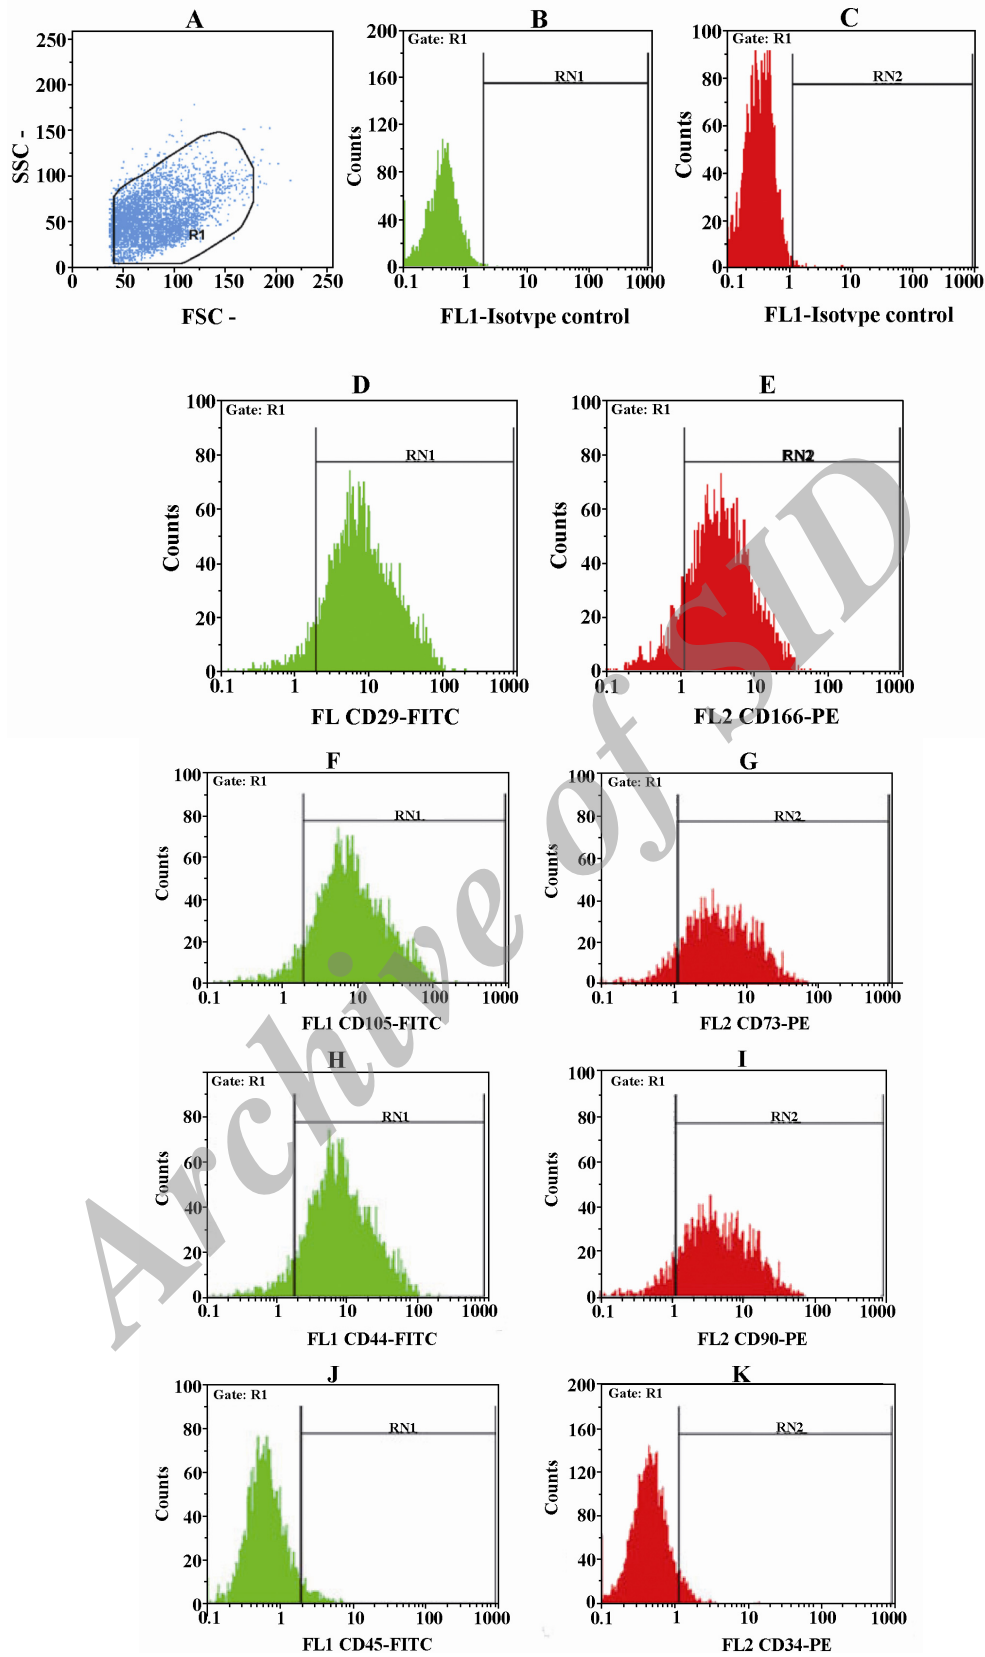 A
250
200
150
100
50
0
SSC -
R1
0 50 100 150 200 250
FSC -
B
Gate: R1
RN1
200
160
120
80
40
0
Counts
0.1 1 10 100 1000
FL1-Isotvpe control
C
Gate: R1
RN2
100
80
60
40
20
0
Counts
0.1 1 10 100 1000
FL1-Isotvpe control
D
Gate: R1
RN1
100
80
60
40
20
0
Counts
0.1 1 10 100 1000
FL CD29-FITC
E
Gate: R1
RN2
100
80
60
40
20
0
Counts
0.1 1 10 100 1000
FL2 CD166-PE
F
Gate: R1
RN1
100
80
60
40
20
0
Counts
0.1 1 10 100 1000
FL1 CD105-FITC
G
Gate: R1
RN2
100
80
60
40
20
0
Counts
0.1 1 10 100 1000
FL2 CD73-PE
H
Gate: R1
RN1
80
60
40
20
0
Counts
0.1 1 10 100 1000
FL1 CD44-FITC
I
Gate: R1
RN2
100
80
60
40
20
0
Counts
0.1 1 10 100 1000
FL2 CD90-PE
J
Gate: R1
RN1
100
80
60
40
20
0
Counts
0.1 1 10 100 1000
FL1 CD45-FITC
K
Gate: R1
RN2
200
160
120
80
40
0
Counts
0.1 1 10 100 1000
FL2 CD34-PE
Archive of SID